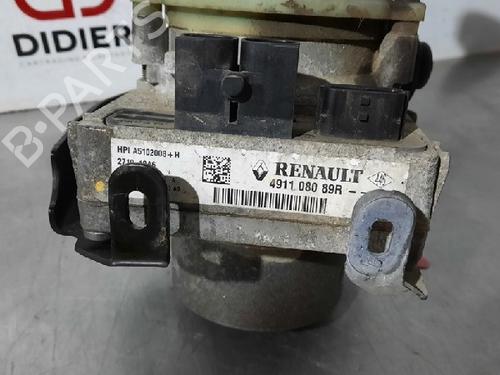 DIDIER
B-PARTS
HPI A5102008+H
RENAULT
4911 080 89R --